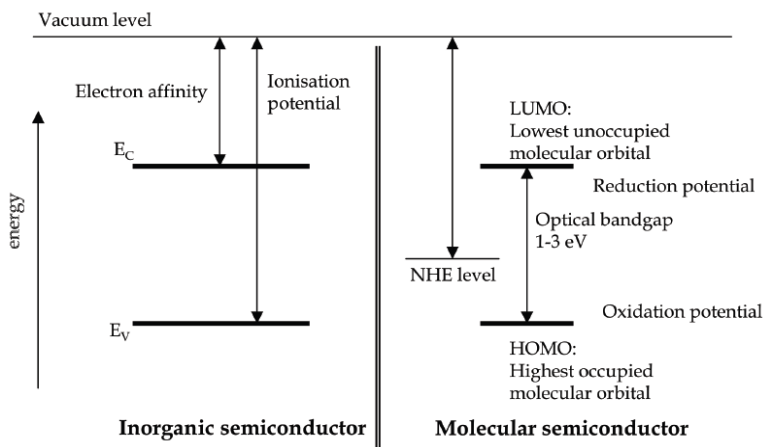 Vacuum level
Electron affinity
Ionisation
potential
energy
E_C
E_V
Inorganic semiconductor
LUMO:
Lowest unoccupied
molecular orbital
Reduction potential
Optical bandgap
1-3 eV
NHE level
Oxidation potential
HOMO:
Highest occupied
molecular orbital
Molecular semiconductor